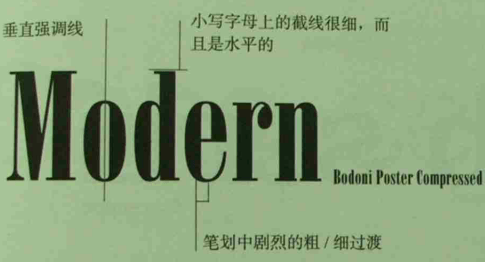 垂直强调线
小写字母上的截线很细，而
且是水平的
Modern
Bodoni Poster Compressed
笔划中剧烈的粗 / 细过渡